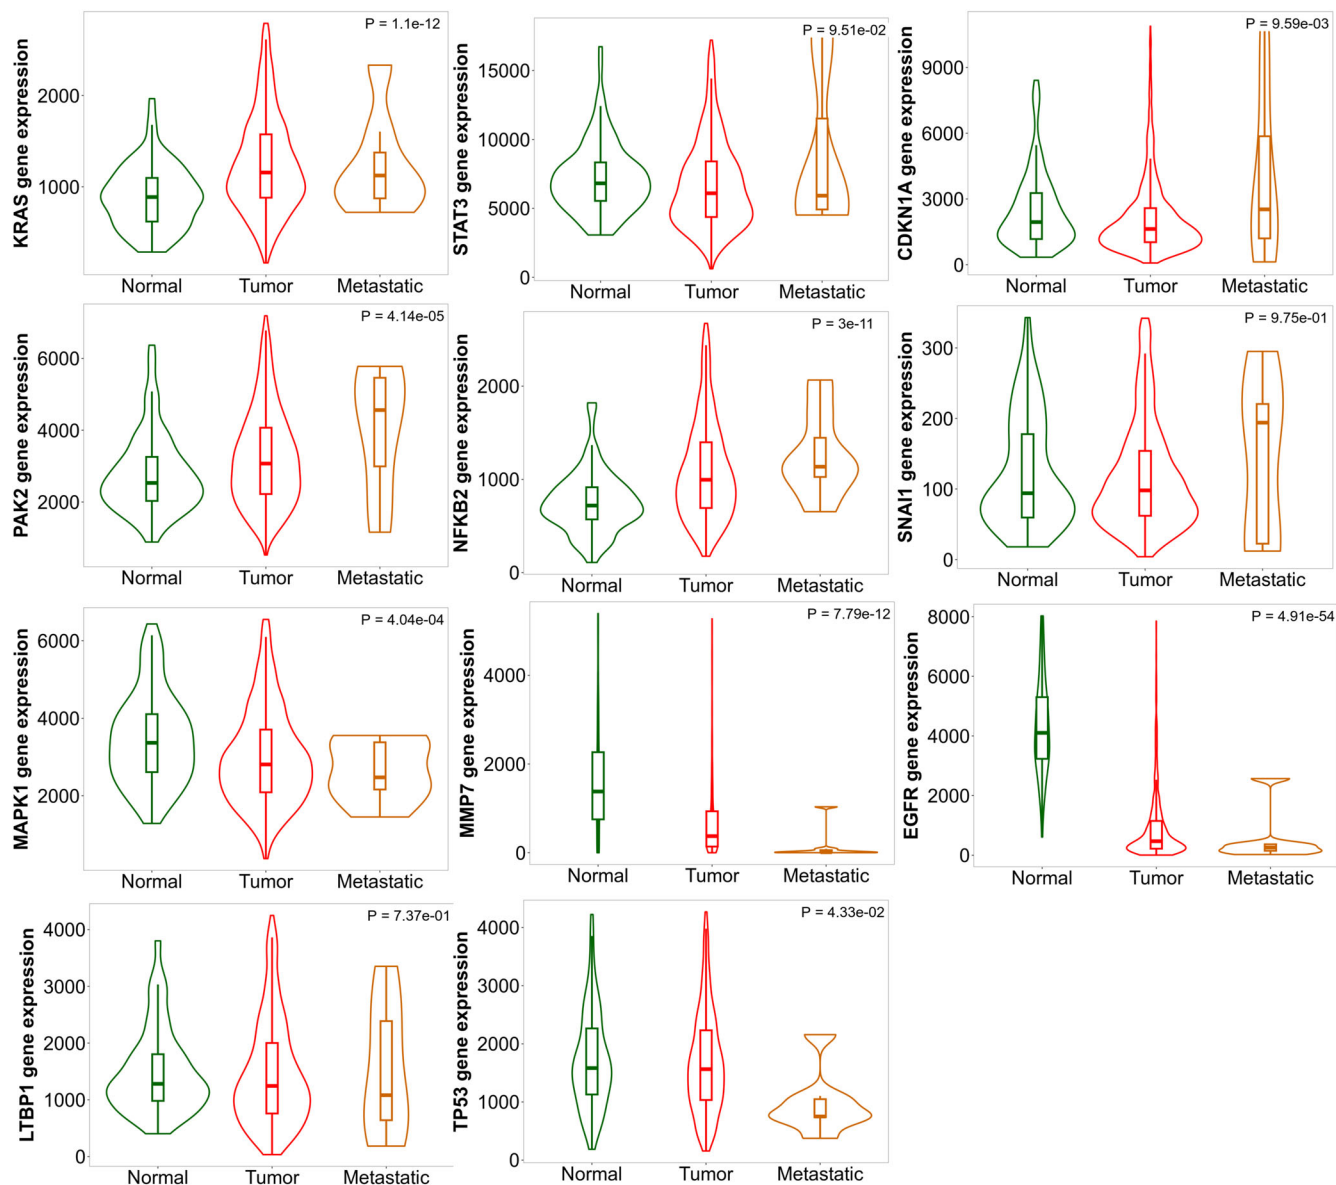 KRAS gene expression
P = 1.1e-12
2000
1000
Normal Tumor Metastatic
STAT3 gene expression
P = 9.51e-02
15000
10000
5000
0
Normal Tumor Metastatic
CDKN1A gene expression
P = 9.59e-03
9000
6000
3000
0
Normal Tumor Metastatic
PAK2 gene expression
P = 4.14e-05
6000
4000
2000
Normal Tumor Metastatic
NFKB2 gene expression
P = 3e-11
2000
1000
0
Normal Tumor Metastatic
SNAI1 gene expression
P = 9.75e-01
300
200
100
0
Normal Tumor Metastatic
MAPK1 gene expression
P = 4.04e-04
6000
4000
2000
Normal Tumor Metastatic
MMP7 gene expression
P = 7.79e-12
4000
2000
0
Normal Tumor Metastatic
EGFR gene expression
P = 4.91e-54
8000
6000
4000
2000
0
Normal Tumor Metastatic
LTBP1 gene expression
P = 7.37e-01
4000
3000
2000
1000
0
Normal Tumor Metastatic
TP53 gene expression
P = 4.33e-02
4000
3000
2000
1000
0
Normal Tumor Metastatic